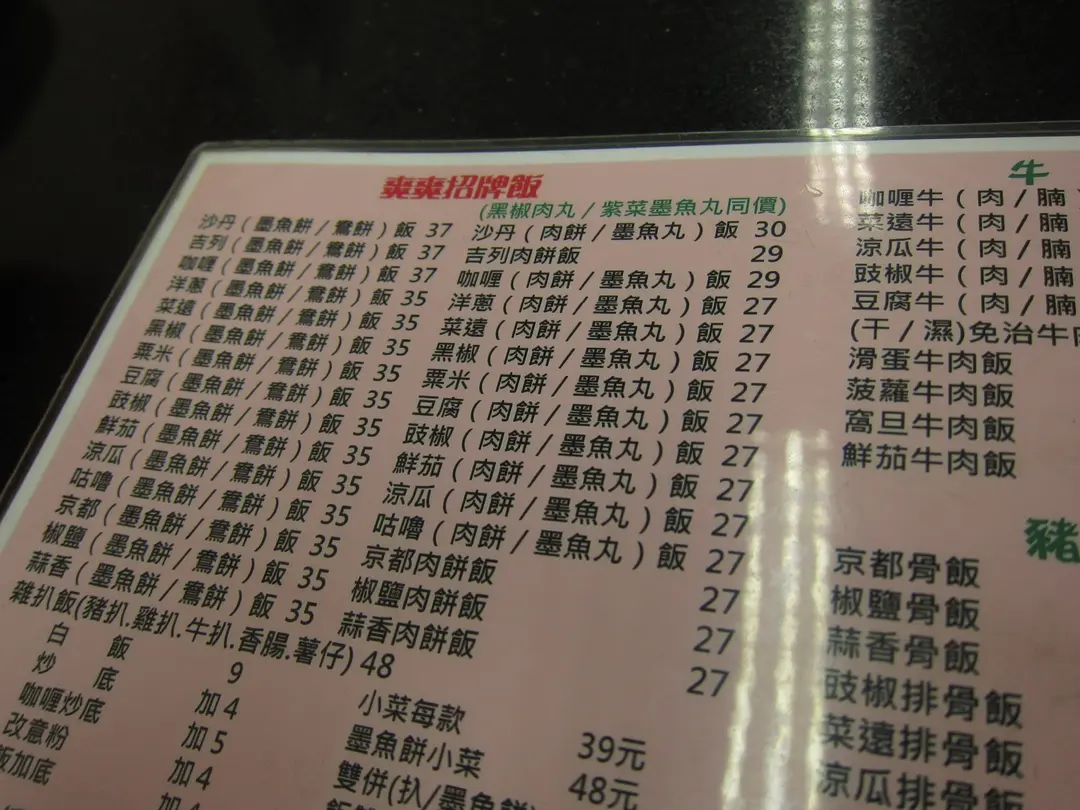 爽爽招牌飯
(黑椒肉丸/紫菜墨魚丸同價)
沙丹(墨魚餅/鴛餅)飯 37
吉列(墨魚餅/鴛餅)飯 37
咖喱(墨魚餅/鴛餅)飯 37
洋蔥(墨魚餅/鴛餅)飯 35
菜遠(墨魚餅/鴛餅)飯 35
黑椒(墨魚餅/鴛餅)飯 35
粟米(墨魚餅/鴛餅)飯 35
豆腐(墨魚餅/鴛餅)飯 35
豉椒(墨魚餅/鴛餅)飯 35
鮮茄(墨魚餅/鴛餅)飯 35
涼瓜(墨魚餅/鴛餅)飯 35
咕嚕(墨魚餅/鴛餅)飯 35
京都(墨魚餅/鴛餅)飯 35
椒鹽(墨魚餅/鴛餅)飯 35
蒜香(墨魚餅/鴛餅)飯 35
雜扒飯(豬扒.雞扒.牛扒.香腸.薯仔) 48
白飯 9
炒底 加4
咖喱炒底 加5
改意粉 加4
飯加底
沙丹(肉餅/墨魚丸)飯 30
吉列肉餅飯 29
咖喱(肉餅/墨魚丸)飯 29
洋蔥(肉餅/墨魚丸)飯 27
菜遠(肉餅/墨魚丸)飯 27
黑椒(肉餅/墨魚丸)飯 27
粟米(肉餅/墨魚丸)飯 27
豆腐(肉餅/墨魚丸)飯 27
豉椒(肉餅/墨魚丸)飯 27
鮮茄(肉餅/墨魚丸)飯 27
涼瓜(肉餅/墨魚丸)飯 27
咕嚕(肉餅/墨魚丸)飯 27
京都肉餅飯 27
椒鹽肉餅飯 27
蒜香肉餅飯 27
小菜每款 39元
墨魚餅小菜 48元
雙併(扒/墨魚餅)
牛
咖喱牛(肉/腩
菜遠牛(肉/腩
涼瓜牛(肉/腩
豉椒牛(肉/腩
豆腐牛(肉/腩
(干/濕)免治牛肉
滑蛋牛肉飯
菠蘿牛肉飯
窩旦牛肉飯
鮮茄牛肉飯
豬
京都骨飯
椒鹽骨飯
蒜香骨飯
豉椒排骨飯
菜遠排骨飯
涼瓜排骨飯